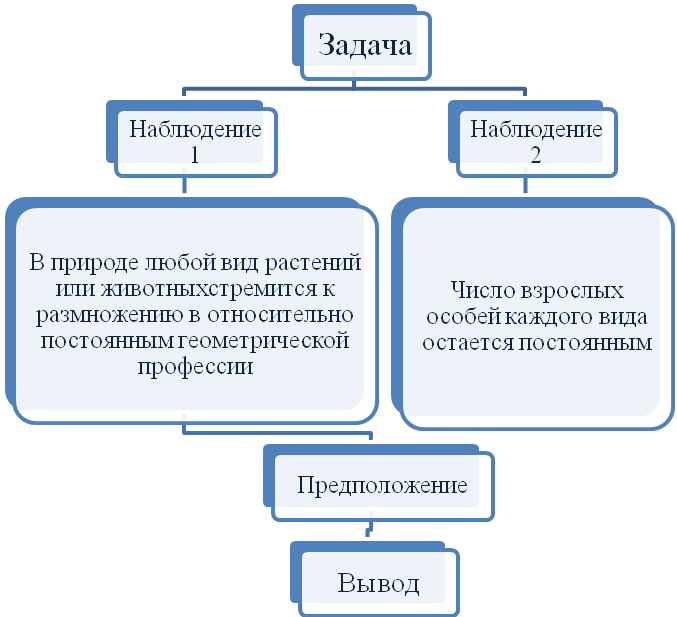 Задача
Наблюдение
1
Наблюдение
2
В природе любой вид растений
или животныхстремится к
размножению в относительно
постоянным геометрической
профессии
Число взрослых
особей каждого вида
остается постоянным
Предположение
Вывод